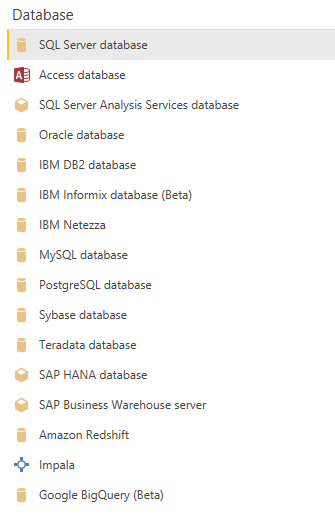 Database
SQL Server database
Access database
SQL Server Analysis Services database
Oracle database
IBM DB2 database
IBM Informix database (Beta)
IBM Netezza
MySQL database
PostgreSQL database
Sybase database
Teradata database
SAP HANA database
SAP Business Warehouse server
Amazon Redshift
Impala
Google BigQuery (Beta)